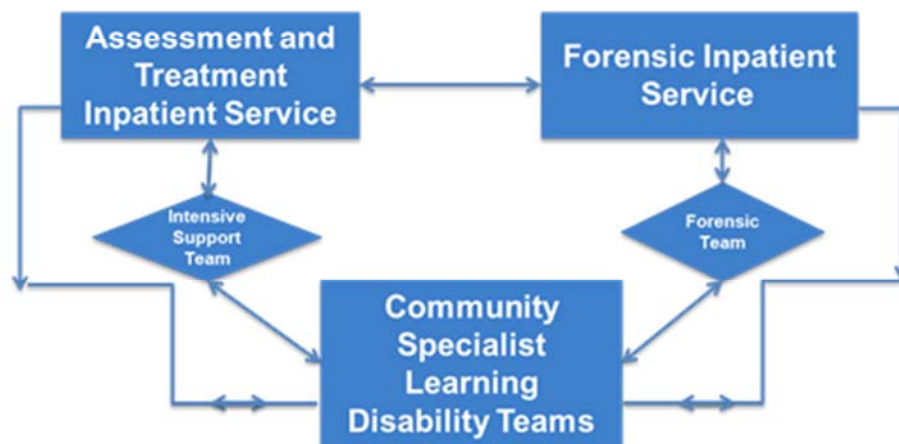 Assessment and
Treatment
Inpatient Service
Forensic Inpatient
Service
Intensive
Support
Team
Forensic
Team
Community
Specialist
Learning
Disability Teams